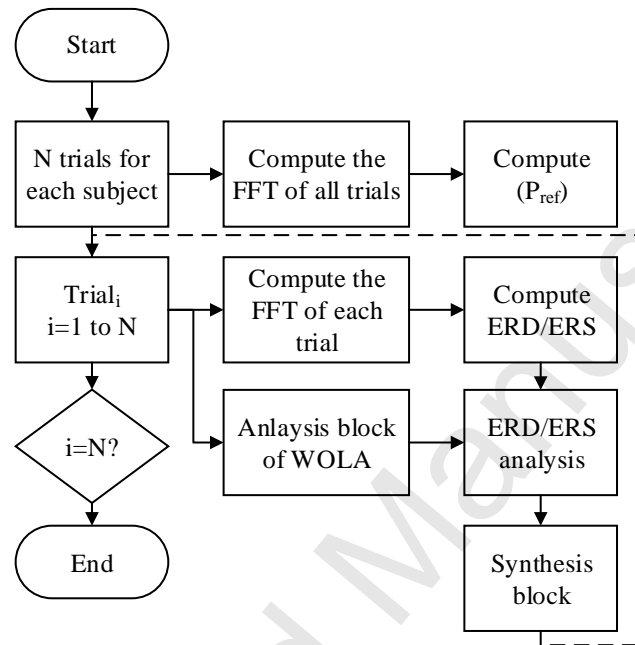 Start
N trials for
each subject
Compute the
FFT of all trials
Compute
(Pref)
Triali
i=1 to N
Compute the
FFT of each
trial
Compute
ERD/ERS
i=N?
Anlaysis block
of WOLA
ERD/ERS
analysis
End
Synthesis
block
d Manus